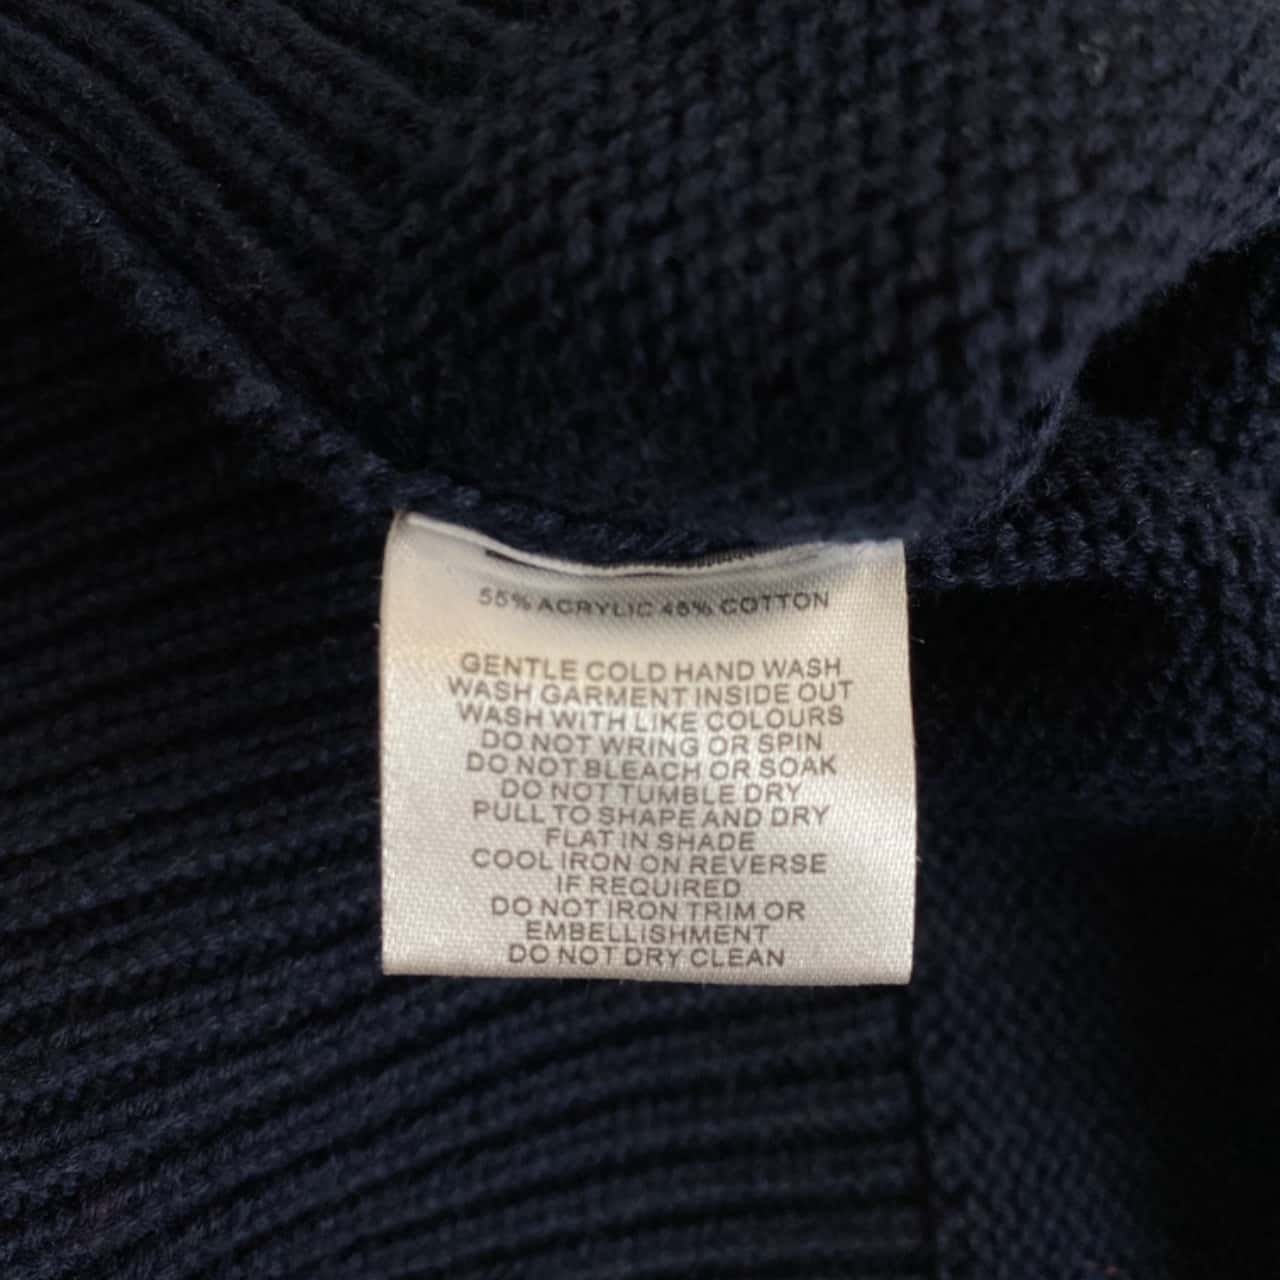 55% ACRYLIC 45% COTTON
GENTLE COLD HAND WASH
WASH GARMENT INSIDE OUT
WASH WITH LIKE COLOURS
DO NOT WRING OR SPIN
DO NOT BLEACH OR SOAK
DO NOT TUMBLE DRY
PULL TO SHAPE AND DRY
FLAT IN SHADE
COOL IRON ON REVERSE
IF REQUIRED
DO NOT IRON TRIM OR
EMBELLISHMENT
DO NOT DRY CLEAN